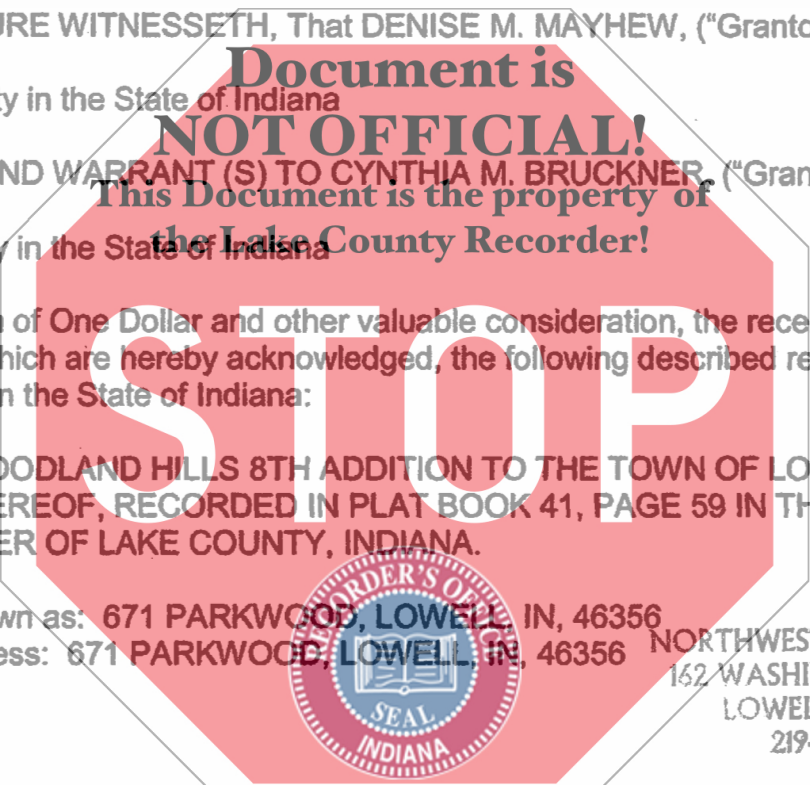 URE WITNESSETH, That DENISE M. MAYHEW, ("Granto
Document is
ty in the State of Indiana
NOT OFFICIAL!
ND WARRANT (S) TO CYNTHIA M. BRUCKNER, ("Gran
This Document is the property of
y in the State of Indiana
the Lake County Recorder!
STOP
n of One Dollar and other valuable consideration, the rece
hich are hereby acknowledged, the following described re
n the State of Indiana:
OODLAND HILLS 8TH ADDITION TO THE TOWN OF LO
EREOF, RECORDED IN PLAT BOOK 41, PAGE 59 IN TH
ER OF LAKE COUNTY, INDIANA.
wn as: 671 PARKWOOD, LOWELL, IN, 46356
ess: 671 PARKWOOD, LOWELL, IN, 46356
NORTHWES
162 WASHI
LOWEL
219-
RECORDER'S OFFICE
SEAL
INDIANA